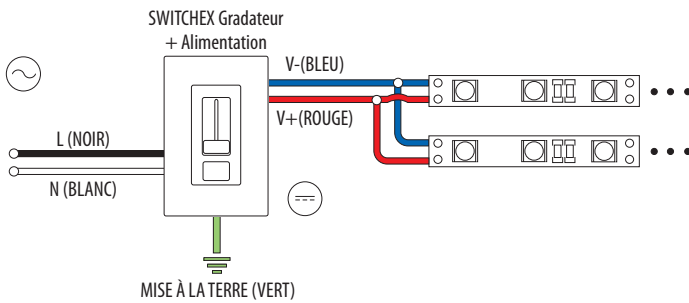 SWITCHEX Gradateur
+ Alimentation
V-(BLEU)
V+(ROUGE)
L (NOIR)
N (BLANC)
MISE À LA TERRE (VERT)